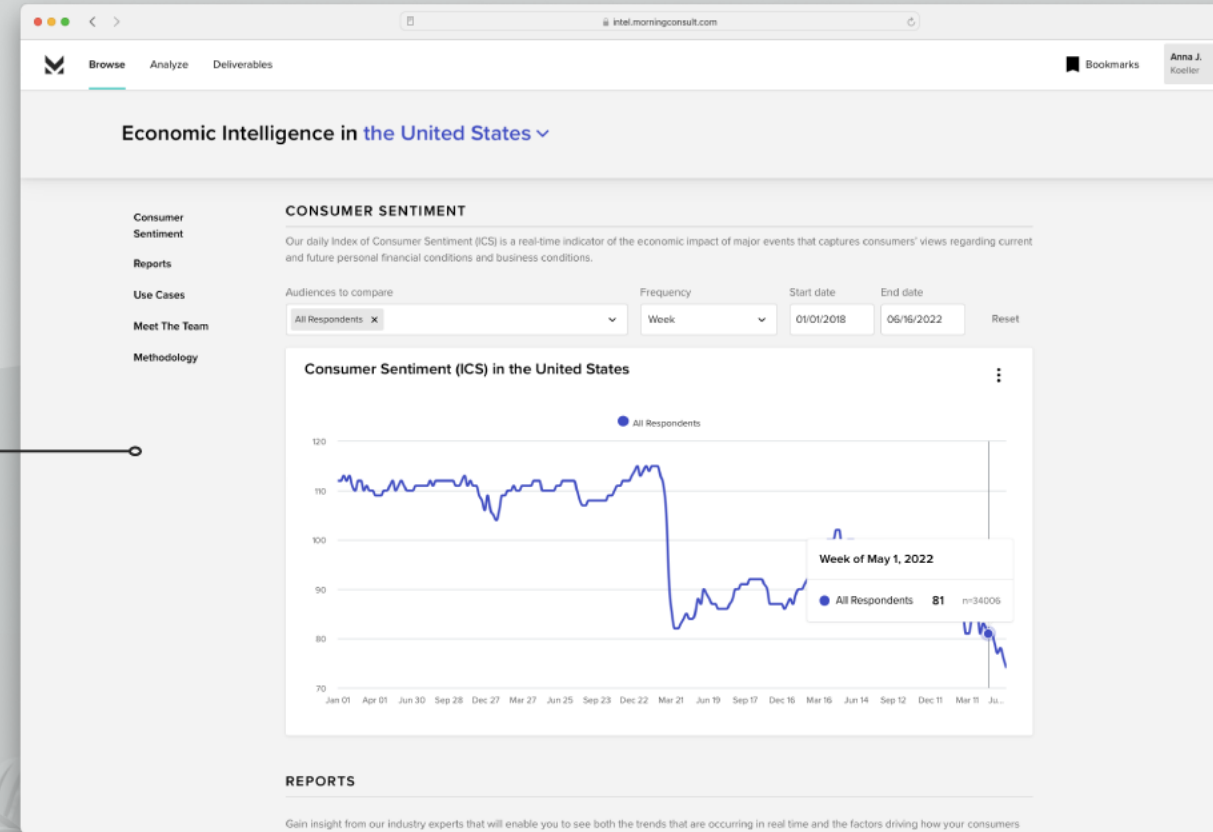 intel.morningconsult.com
Browse
Analyze
Deliverables
Bookmarks
Anna J.
Koeller
Economic Intelligence in the United States
Consumer
Sentiment
Reports
Use Cases
Meet The Team
Methodology
CONSUMER SENTIMENT
Our daily Index of Consumer Sentiment (ICS) is a real-time indicator of the economic impact of major events that captures consumers' views regarding current
and future personal financial conditions and business conditions.
Audiences to compare
Frequency
Start date
End date
All Respondents ×
Week
01/01/2018
06/16/2022
Reset
Consumer Sentiment (ICS) in the United States
All Respondents
120
110
100
90
80
70
Week of May 1, 2022
All Respondents 81 n=34006
Jan 01 Apr 01 Jun 30 Sep 28 Dec 27 Mar 27 Jun 25 Sep 23 Dec 22 Mar 21 Jun 19 Sep 17 Dec 16 Mar 16 Jun 14 Sep 12 Dec 11 Mar 11 Ju...
REPORTS
Gain insight from our industry experts that will enable you to see both the trends that are occurring in real time and the factors driving how your consumers